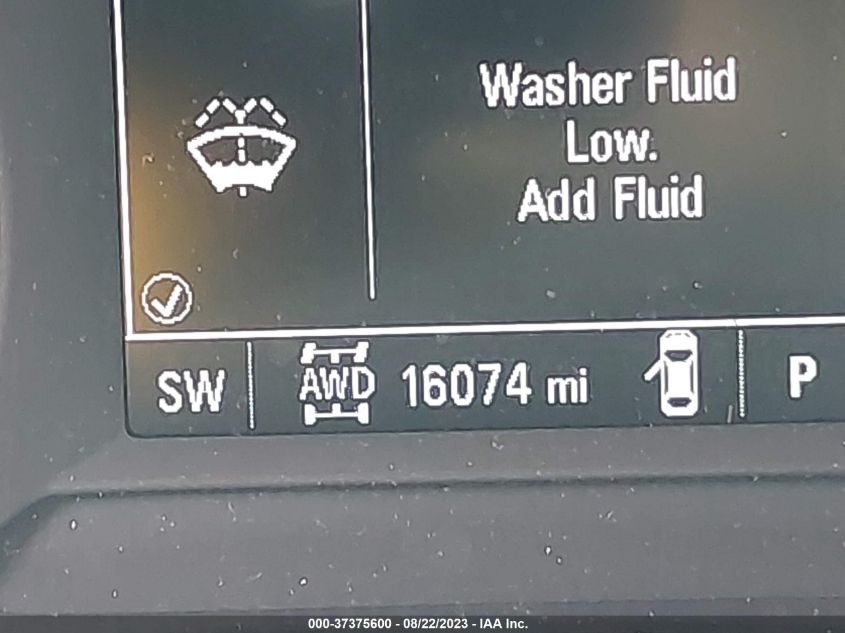 Washer Fluid
Low.
Add Fluid
SW AWD 16074 mi P
000-37375600 - 08/22/2023 - IAA Inc.